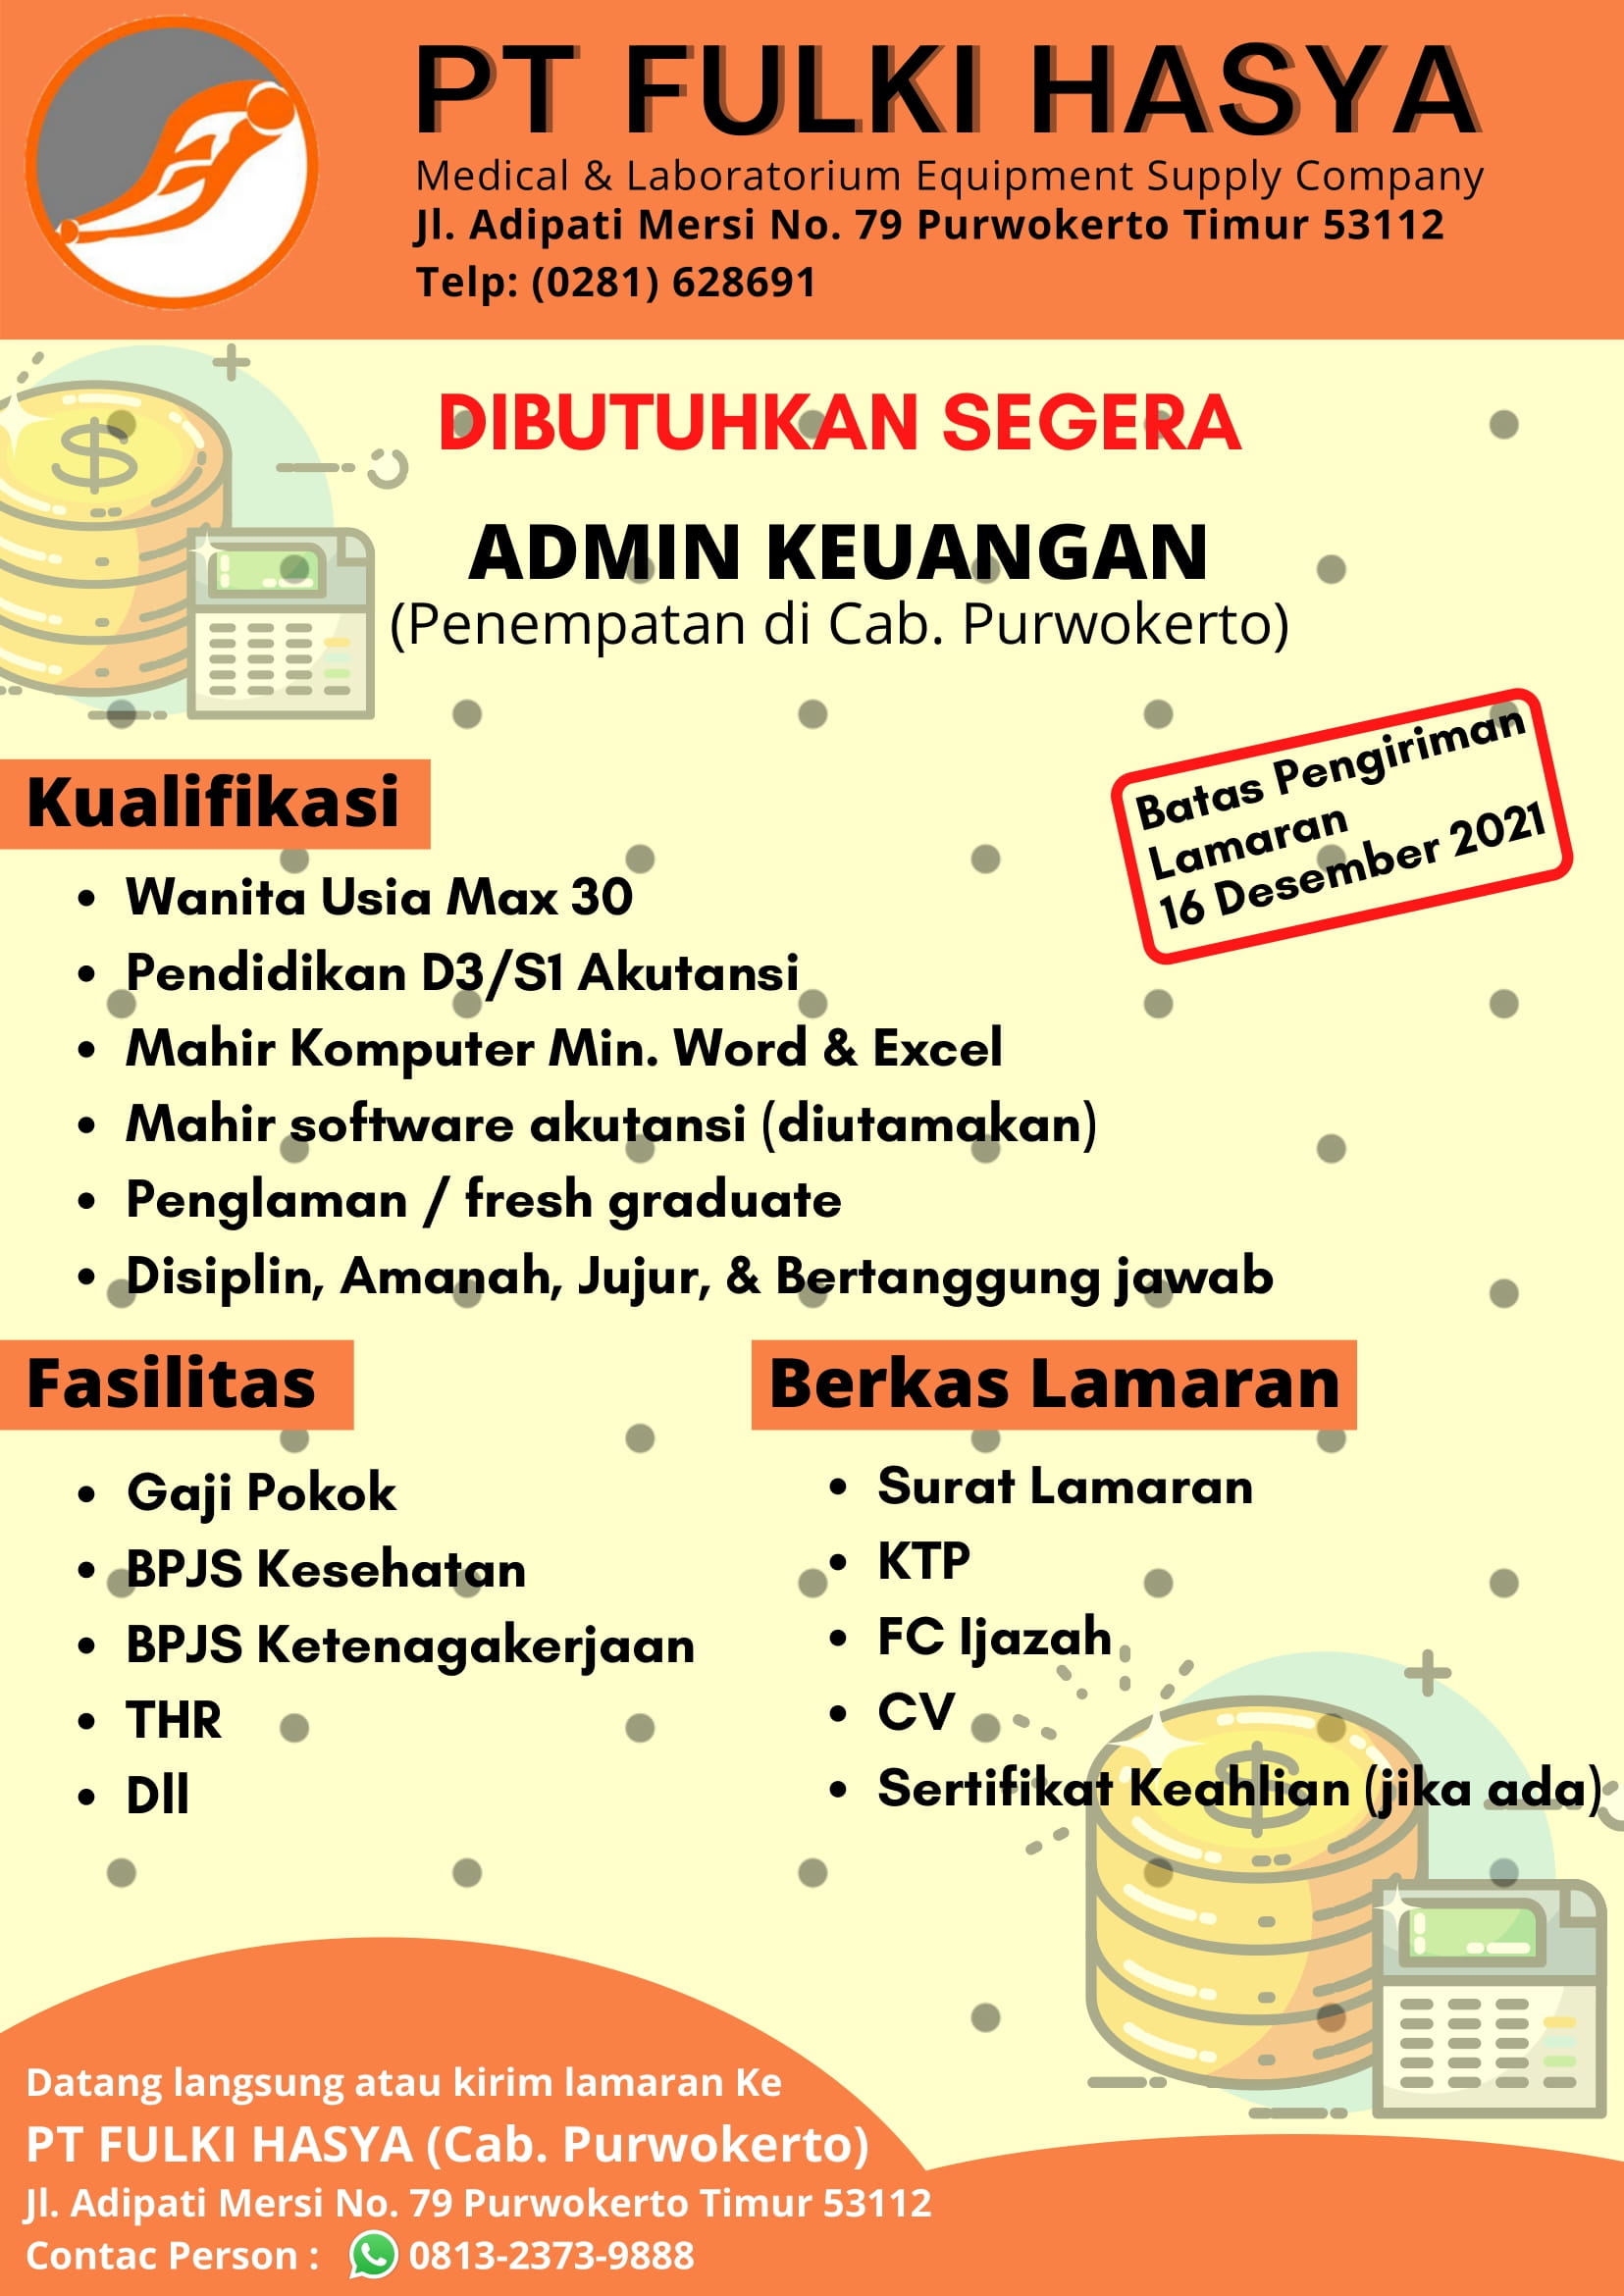 PT FULKI HASYA
Medical & Laboratorium Equipment Supply Company
Jl. Adipati Mersi No. 79 Purwokerto Timur 53112
Telp: (0281) 628691
DIBUTUHKAN SEGERA
ADMIN KEUANGAN
(Penempatan di Cab. Purwokerto)
Batas Pengiriman
Lamaran
16 Desember 2021
Kualifikasi
• Wanita Usia Max 30
• Pendidikan D3/S1 Akutansi
• Mahir Komputer Min. Word & Excel
• Mahir software akutansi (diutamakan)
• Penglaman / fresh graduate
• Disiplin, Amanah, Jujur, & Bertanggung jawab
Fasilitas
• Gaji Pokok
• BPJS Kesehatan
• BPJS Ketenagakerjaan
• THR
• Dll
Berkas Lamaran
• Surat Lamaran
• KTP
• FC Ijazah
• CV
• Sertifikat Keahlian (jika ada)
Datang langsung atau kirim lamaran Ke
PT FULKI HASYA (Cab. Purwokerto)
Jl. Adipati Mersi No. 79 Purwokerto Timur 53112
Contac Person : 0813-2373-9888